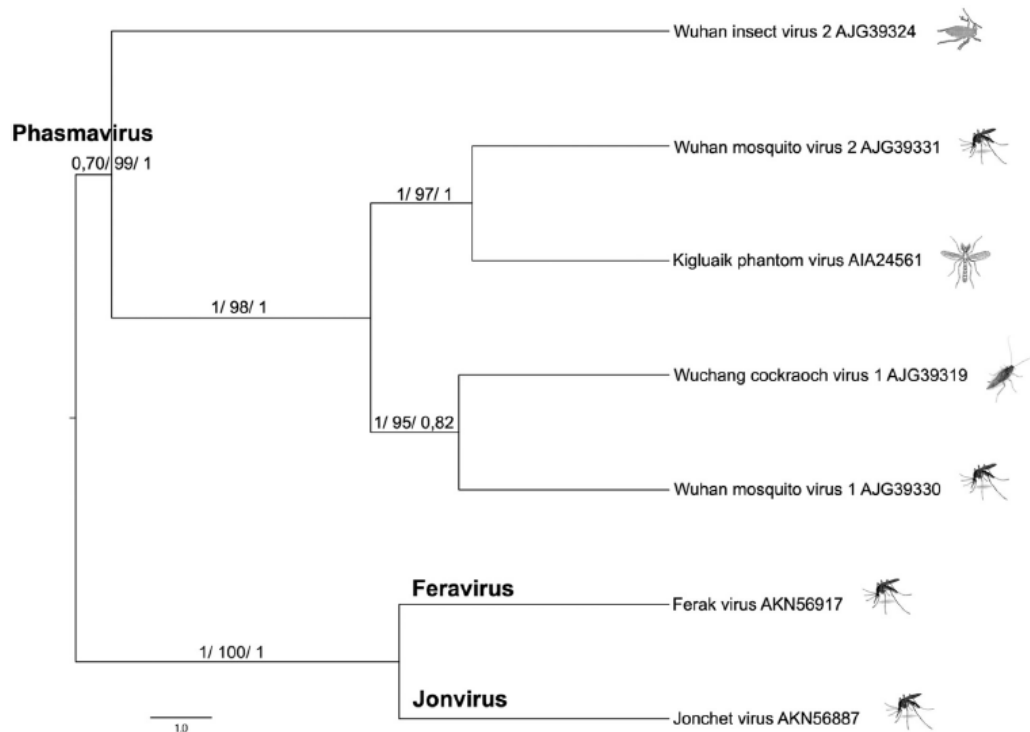 Wuhan insect virus 2 AJG39324
Phasmavirus
0,70/ 99/ 1
Wuhan mosquito virus 2 AJG39331
1/ 97/ 1
Kigluaik phantom virus AIA24561
1/ 98/ 1
Wuchang cockraoch virus 1 AJG39319
1/ 95/ 0,82
Wuhan mosquito virus 1 AJG39330
Feravirus
Ferak virus AKN56917
1/ 100/ 1
Jonvirus
Jonchet virus AKN56887
1.0